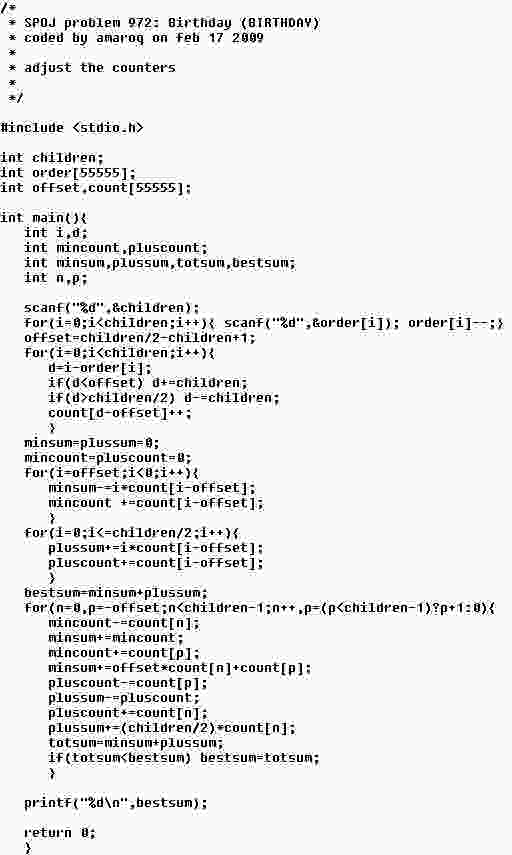 /*
 * SPOJ problem 972: Birthday (BIRTHDAY)
 * coded by amaroq on feb 17 2009
 *
 * adjust the counters
 *
 */

#include <stdio.h>

int children;
int order[55555];
int offset,count[55555];

int main(){
   int i,d;
   int mincount,pluscount;
   int minsum,plussum,totsum,bestsum;
   int n,p;

   scanf("%d",&children);
   for(i=0;i<children;i++){ scanf("%d",&order[i]); order[i]--;}
   offset=children/2-children+1;
   for(i=0;i<children;i++){
      d=i-order[i];
      if(d<offset) d+=children;
      if(d>children/2) d-=children;
      count[d-offset]++;
      }
   minsum=plussum=0;
   mincount=pluscount=0;
   for(i=offset;i<0;i++){
      minsum-=i*count[i-offset];
      mincount +=count[i-offset];
      }
   for(i=0;i<=children/2;i++){
      plussum+=i*count[i-offset];
      pluscount+=count[i-offset];
      }
   bestsum=minsum+plussum;
   for(n=0,p=-offset;n<children-1;n++,p=(p<children-1)?p+1:0){
      mincount-=count[n];
      minsum+=mincount;
      mincount+=count[p];
      minsum+=offset*count[n]+count[p];
      pluscount-=count[p];
      plussum-=pluscount;
      pluscount+=count[n];
      plussum+=(children/2)*count[n];
      totsum=minsum+plussum;
      if(totsum<bestsum) bestsum=totsum;
      }

   printf("%d\n",bestsum);

   return 0;
   }